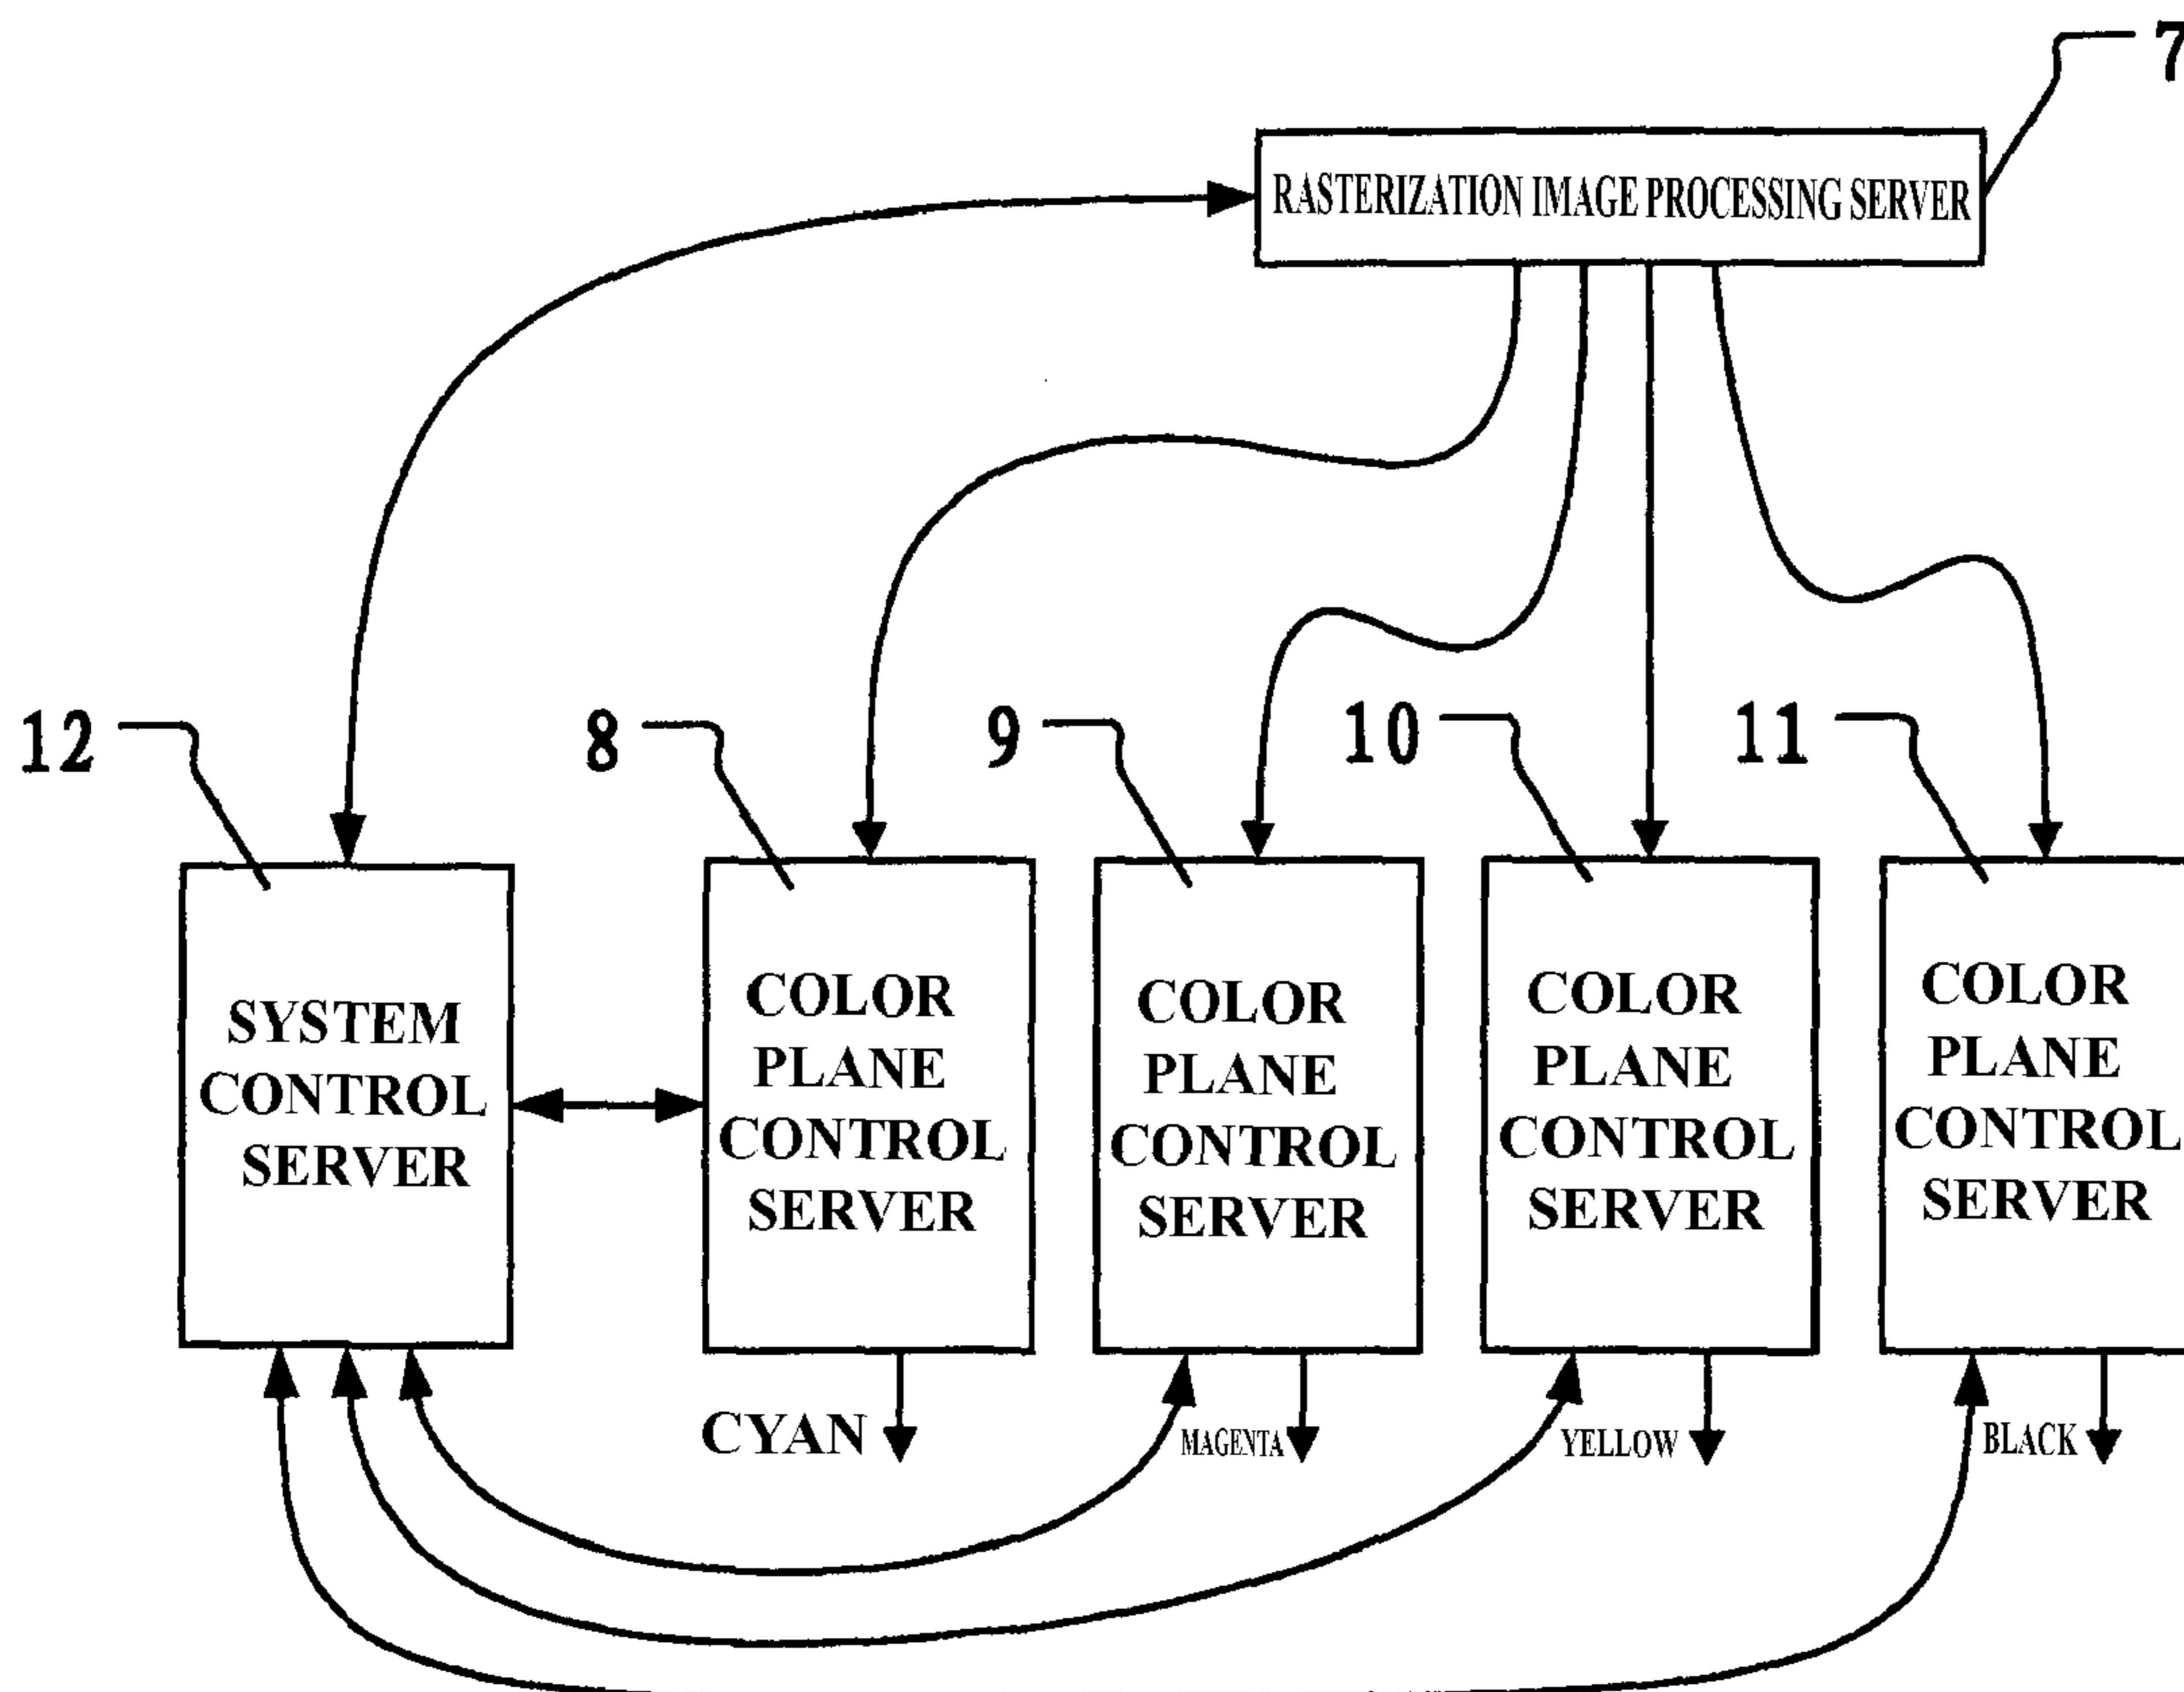 7
RASTERIZATION IMAGE PROCESSING SERVER
12
8
9
10
11
SYSTEM
CONTROL
SERVER
COLOR
PLANE
CONTROL
SERVER
COLOR
PLANE
CONTROL
SERVER
COLOR
PLANE
CONTROL
SERVER
COLOR
PLANE
CONTROL
SERVER
CYAN
MAGENTA
YELLOW
BLACK